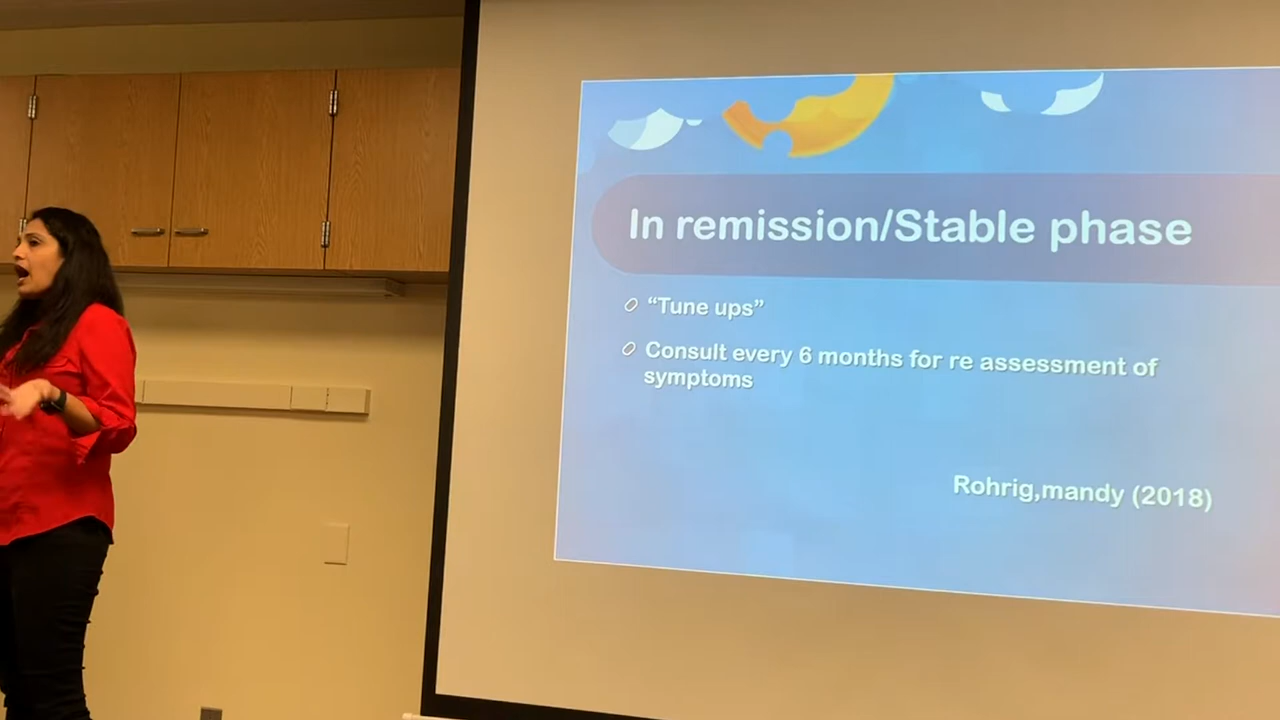 In remission/Stable phase
“Tune ups”
Consult every 6 months for re assessment of
symptoms
Rohrig,mandy (2018)